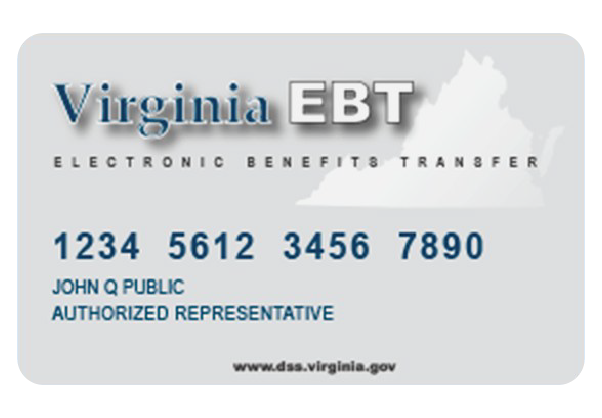 Virginia EBT
ELECTRONIC BENEFITS TRANSFER
1234 5612 3456 7890
JOHN Q PUBLIC
AUTHORIZED REPRESENTATIVE
www.dss.virginia.gov